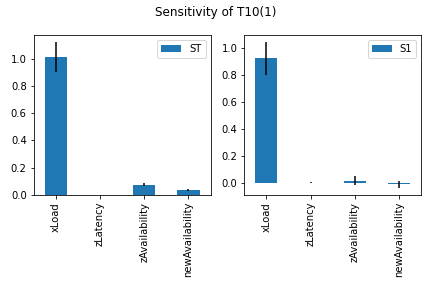 Sensitivity of T10(1)
ST
1.0
0.8
0.6
0.4
0.2
0.0
xLoad
zLatency
zAvailability
newAvailability
S1
1.0
0.8
0.6
0.4
0.2
0.0
xLoad
zLatency
zAvailability
newAvailability